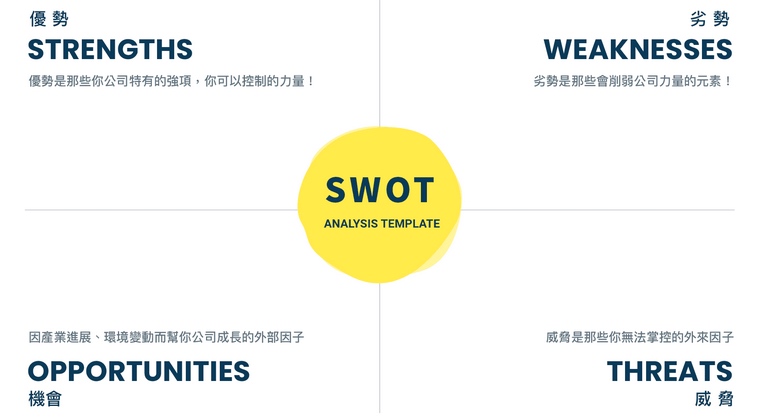 優勢
STRENGTHS
優勢是那些你公司特有的強項，你可以控制的力量！
劣勢
WEAKNESSES
劣勢是那些會削弱公司力量的元素！
SWOT
ANALYSIS TEMPLATE
因產業進展、環境變動而幫你公司成長的外部因子
OPPORTUNITIES
機會
威脅是那些你無法掌控的外來因子
THREATS
威脅